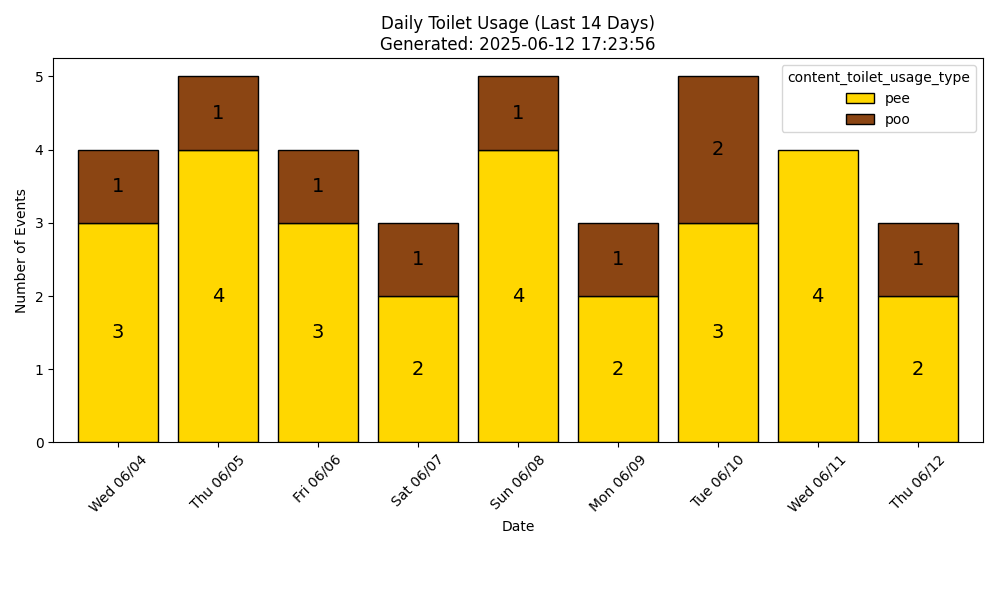 Daily Toilet Usage (Last 14 Days)
Generated: 2025-06-12 17:23:56
content_toilet_usage_type
pee
poo
Number of Events
5
4
3
2
1
0
1
3
1
4
1
3
1
2
1
4
1
2
2
3
4
1
2
Wed 06/04
Thu 06/05
Fri 06/06
Sat 06/07
Sun 06/08
Mon 06/09
Tue 06/10
Wed 06/11
Thu 06/12
Date